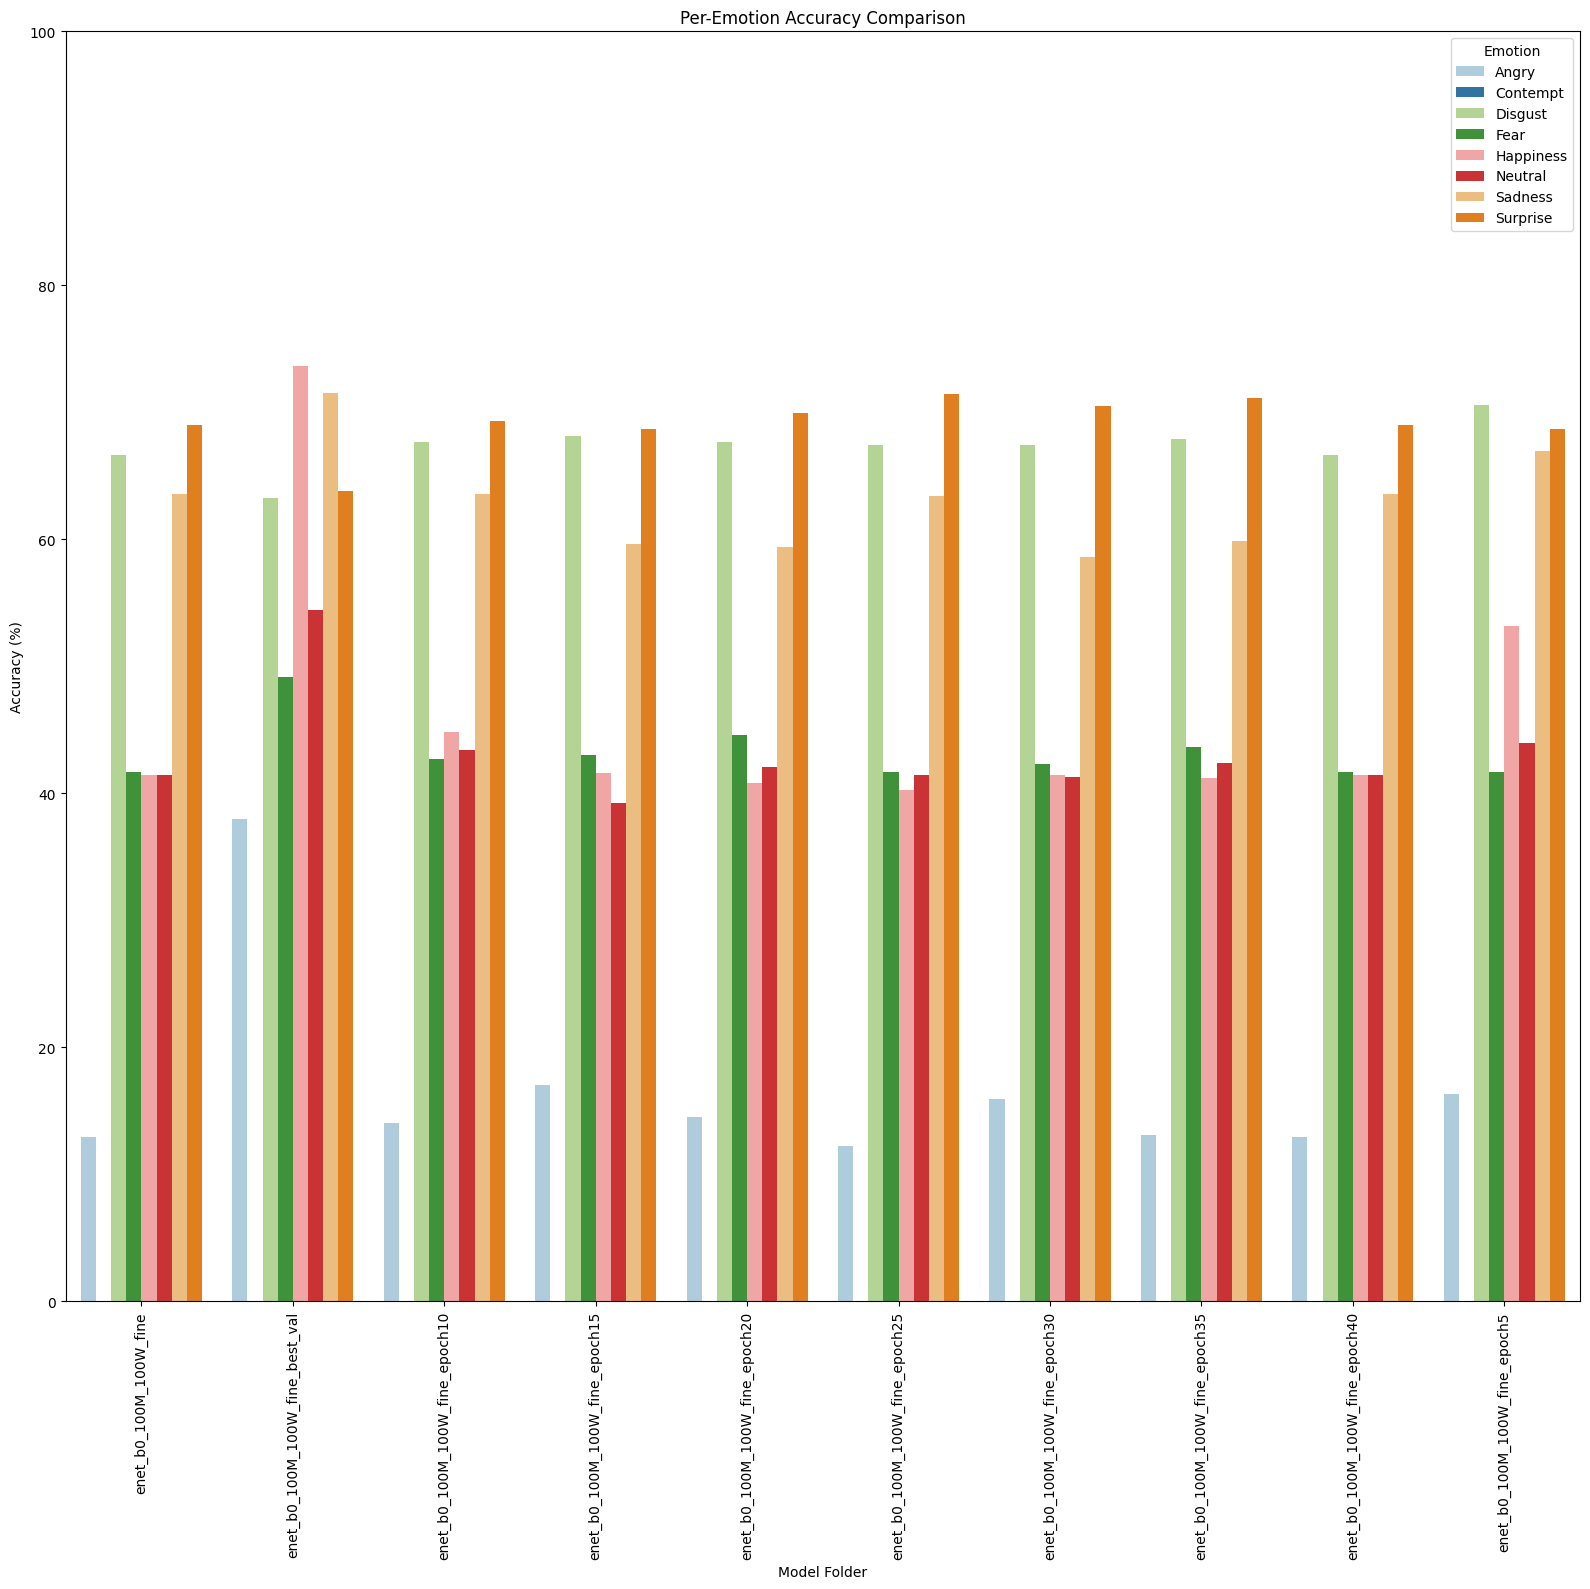 Per-Emotion Accuracy Comparison
Emotion
Angry
Contempt
Disgust
Fear
Happiness
Neutral
Sadness
Surprise
Accuracy (%)
100
80
60
40
20
0
enet_b0_100M_100W_fine
enet_b0_100M_100W_fine_best_val
enet_b0_100M_100W_fine_epoch10
enet_b0_100M_100W_fine_epoch15
enet_b0_100M_100W_fine_epoch20
enet_b0_100M_100W_fine_epoch25
enet_b0_100M_100W_fine_epoch30
enet_b0_100M_100W_fine_epoch35
enet_b0_100M_100W_fine_epoch40
enet_b0_100M_100W_fine_epoch5
Model Folder